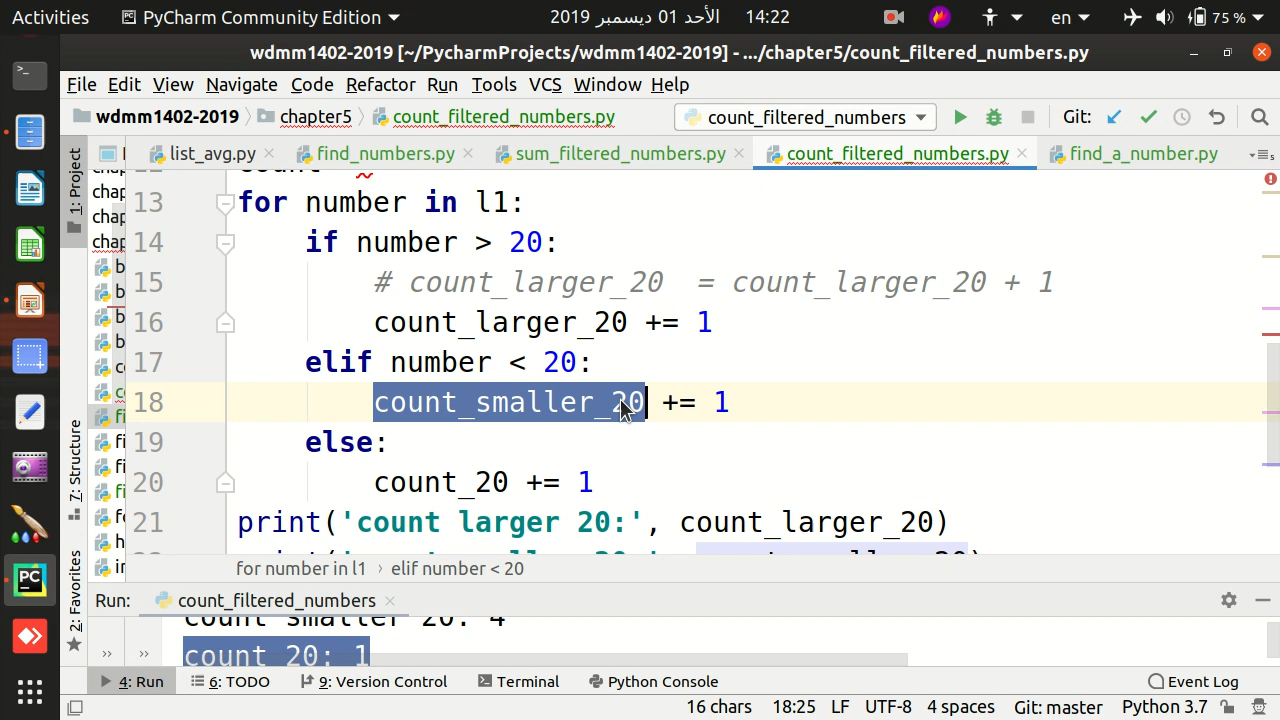 Activities PyCharm Community Edition الأحد 01 ديسمبر 2019 14:22 en 75 %
wdmm1402-2019 [~/PycharmProjects/wdmm1402-2019] - .../chapter5/count_filtered_numbers.py
File Edit View Navigate Code Refactor Run Tools VCS Window Help
wdmm1402-2019 chapter5 count_filtered_numbers.py count_filtered_numbers Git:
list_avg.py find_numbers.py sum_filtered_numbers.py count_filtered_numbers.py find_a_number.py
1: Project
7: Structure
2: Favorites
13 for number in l1:
14 if number > 20:
15 # count_larger_20 = count_larger_20 + 1
16 count_larger_20 += 1
17 elif number < 20:
18 count_smaller_20 += 1
19 else:
20 count_20 += 1
21 print('count larger 20:', count_larger_20)
for number in l1 › elif number < 20
Run: count_filtered_numbers
count smaller 20: 4
count 20: 1
4: Run 6: TODO 9: Version Control Terminal Python Console Event Log
16 chars 18:25 LF UTF-8 4 spaces Git: master Python 3.7